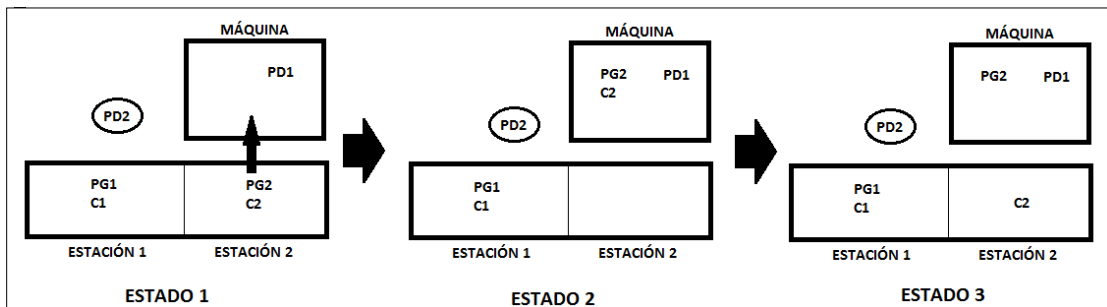 MÁQUINA
PD1
PD2
PG1
C1
PG2
C2
ESTACIÓN 1
ESTACIÓN 2
ESTADO 1
MÁQUINA
PG2
C2
PD1
PD2
PG1
C1
ESTACIÓN 1
ESTACIÓN 2
ESTADO 2
MÁQUINA
PG2
PD1
PD2
PG1
C1
C2
ESTACIÓN 1
ESTACIÓN 2
ESTADO 3